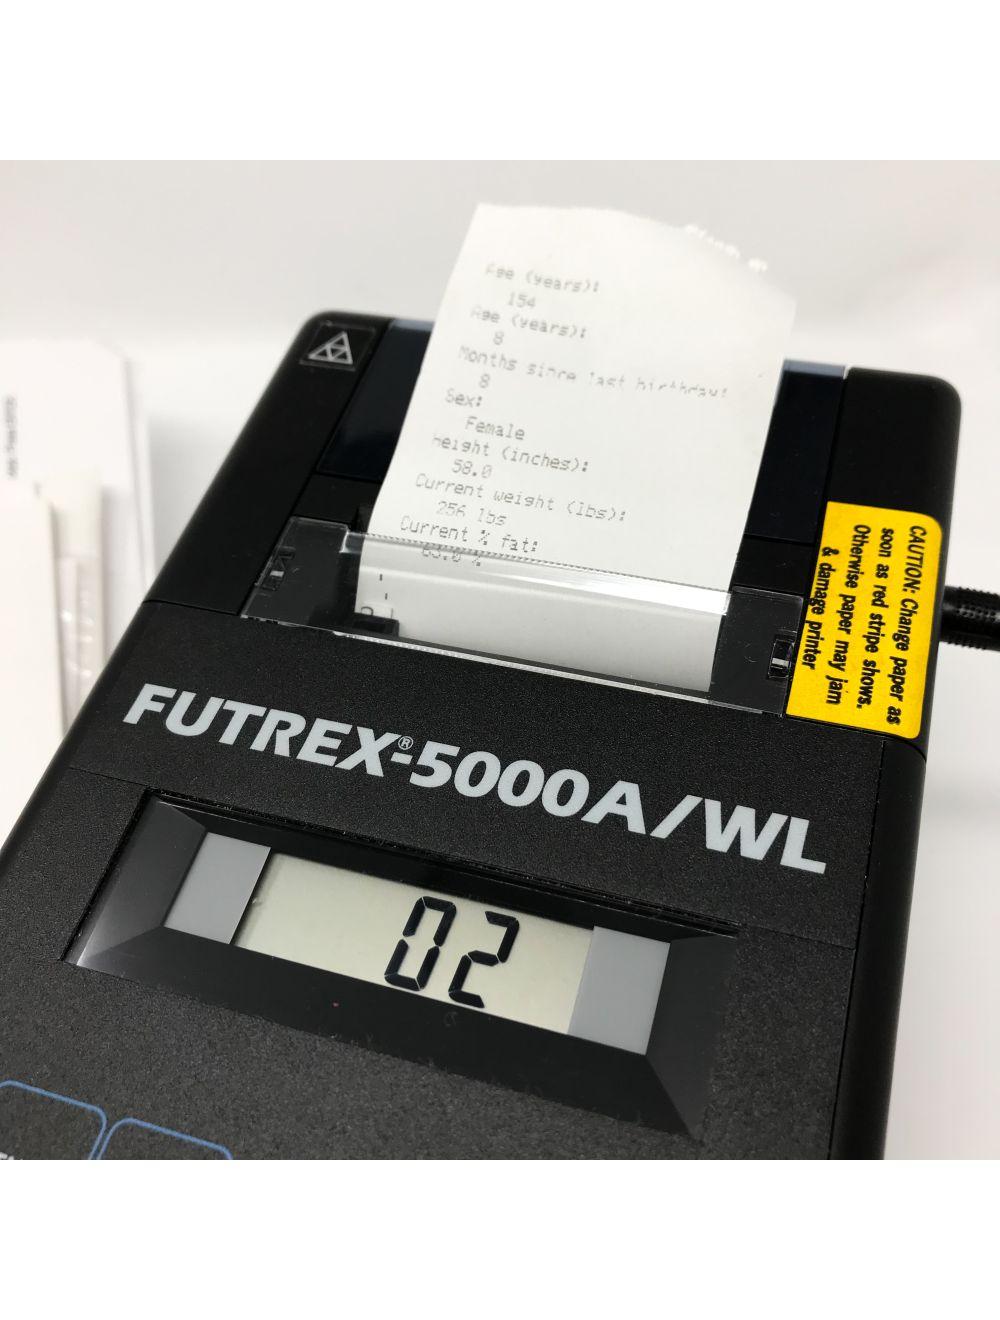 Age (years):
154
Age (years):
8
Months since last birthday:
8
Sex:
Female
Height (inches):
58.0
Current weight (lbs):
256 lbs
Current % fat:
CAUTION: Change paper as
soon as red stripe shows.
Otherwise paper may jam
& damage printer
FUTREX®-5000A/WL
02